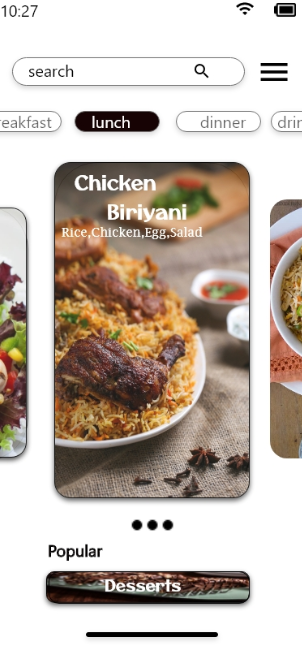 10:27
search
reakfast
lunch
dinner
drin
Chicken
Biriyani
Rice,Chicken,Egg,Salad
Popular
Desserts